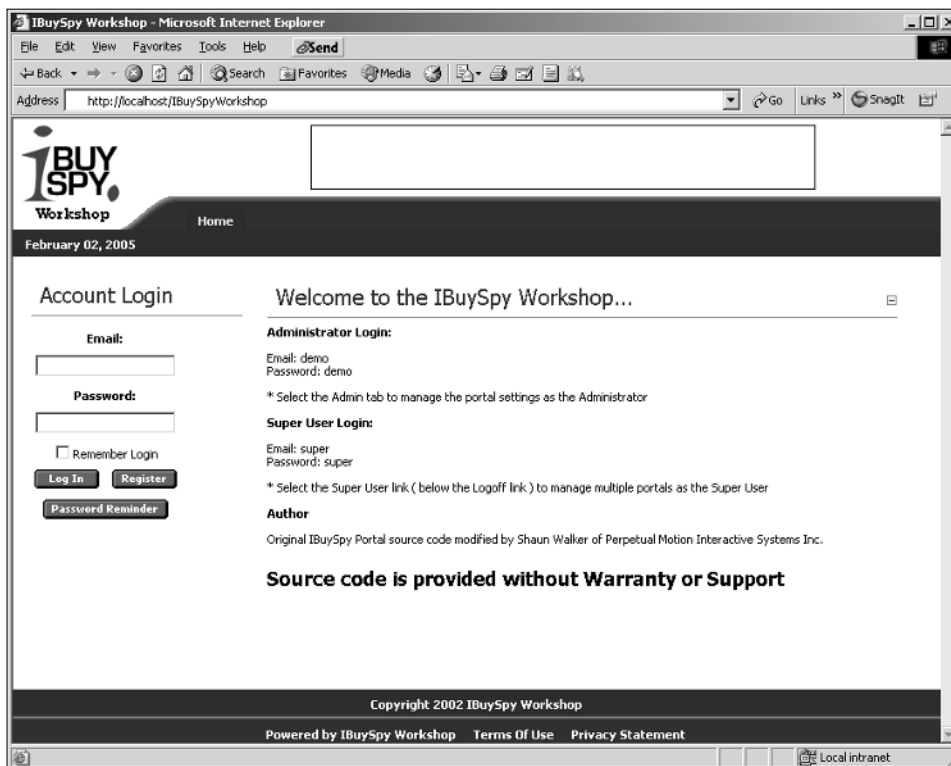 IBuySpy Workshop - Microsoft Internet Explorer
File Edit View Favorites Tools Help Send
Back Search Favorites Media
Address http://localhost/IBuySpyWorkshop Go Links » SnagIt
iBUY
SPY
Workshop
Home
February 02, 2005
Account Login
Email:
Password:
Remember Login
Log In Register
Password Reminder
Welcome to the IBuySpy Workshop...
Administrator Login:
Email: demo
Password: demo
* Select the Admin tab to manage the portal settings as the Administrator
Super User Login:
Email: super
Password: super
* Select the Super User link ( below the Logoff link ) to manage multiple portals as the Super User
Author
Original IBuySpy Portal source code modified by Shaun Walker of Perpetual Motion Interactive Systems Inc.
Source code is provided without Warranty or Support
Copyright 2002 IBuySpy Workshop
Powered by IBuySpy Workshop Terms Of Use Privacy Statement
Local intranet